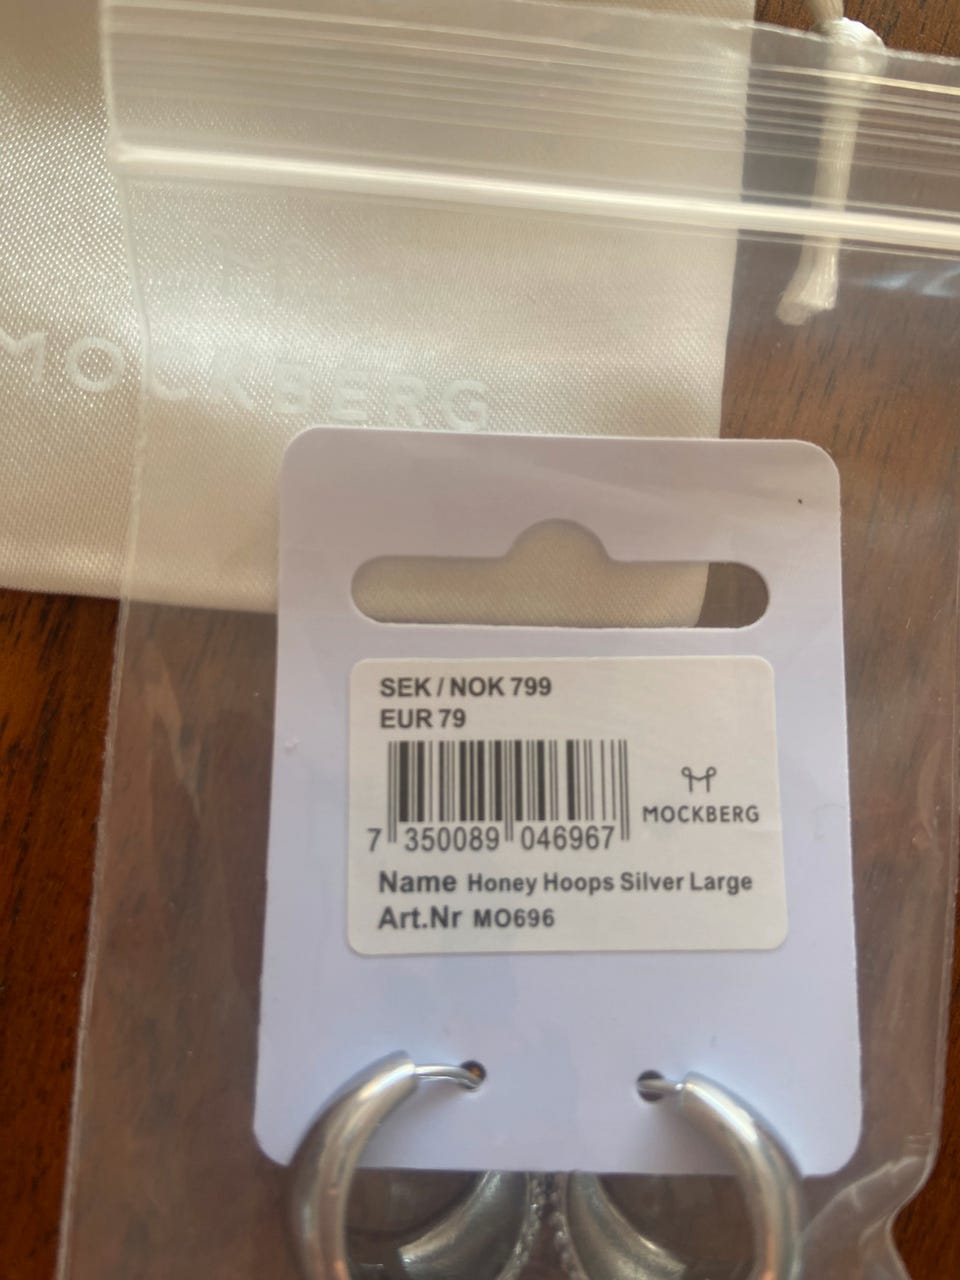 MOCKBERG
SEK / NOK 799
EUR 79
7 350089 046967
MOCKBERG
Name Honey Hoops Silver Large
Art.Nr MO696